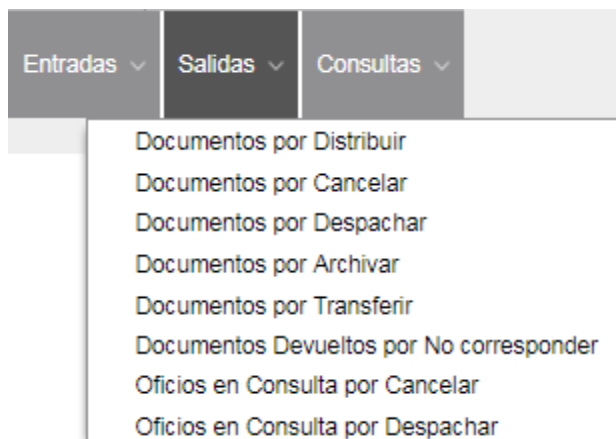 Entradas
Salidas
Consultas
Documentos por Distribuir
Documentos por Cancelar
Documentos por Despachar
Documentos por Archivar
Documentos por Transferir
Documentos Devueltos por No corresponder
Oficios en Consulta por Cancelar
Oficios en Consulta por Despachar